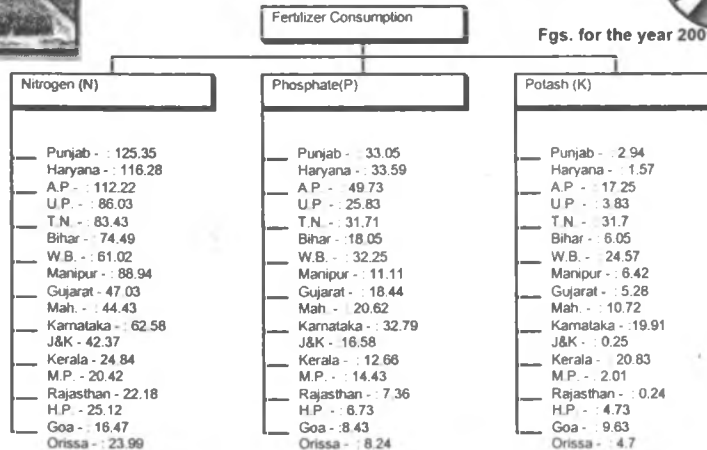 Fertilizer Consumption
Fgs. for the year 200
Nitrogen (N)
Punjab - : 125.35
Haryana - : 116.28
A.P - : 112.22
U.P. - : 86.03
T.N. - : 83.43
Bihar - : 74.49
W.B. - : 61.02
Manipur - : 88.94
Gujarat - 47.03
Mah. - : 44.43
Karnataka - : 62.58
J&K - 42.37
Kerala - 24.84
M.P. - 20.42
Rajasthan - 22.18
H.P. - 25.12
Goa - : 16.47
Orissa - : 23.99
Phosphate(P)
Punjab - : 33.05
Haryana - : 33.59
A.P - : 49.73
U.P - : 25.83
T.N. - : 31.71
Bihar - : 18.05
W.B. - : 32.25
Manipur - : 11.11
Gujarat - : 18.44
Mah. - : 20.62
Karnataka - : 32.79
J&K - : 16.58
Kerala - : 12.66
M.P. - : 14.43
Rajasthan - : 7.36
H.P - : 6.73
Goa - : 8.43
Orissa - : 8.24
Potash (K)
Punjab - : 2.94
Haryana - : 1.57
A.P - : 17.25
U.P - : 3.83
T.N. - : 31.7
Bihar - : 6.05
W.B. - : 24.57
Manipur - : 6.42
Gujarat - : 5.28
Mah. - : 10.72
Karnataka - : 19.91
J&K - : 0.25
Kerala - : 20.83
M.P. - : 2.01
Rajasthan - : 0.24
H.P. - : 4.73
Goa - : 9.63
Orissa - : 4.7